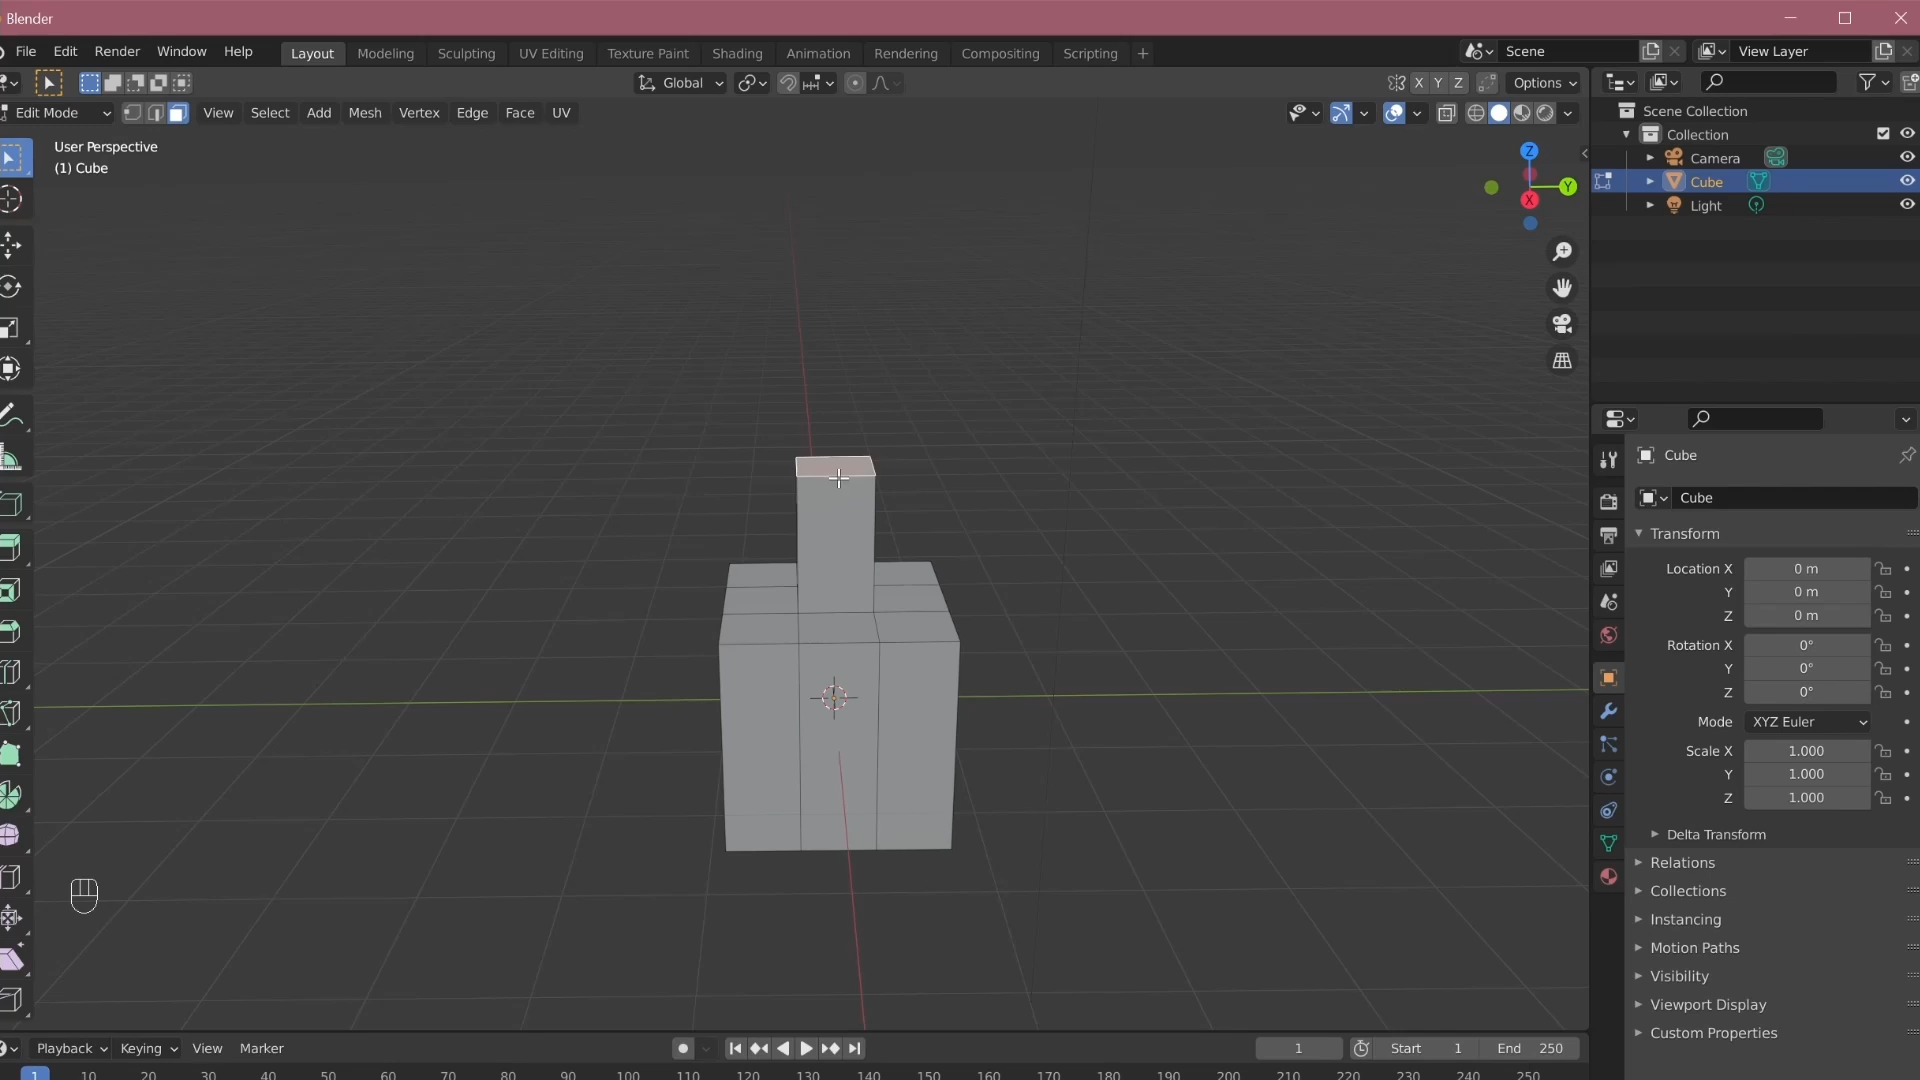 Blender
File Edit Render Window Help Layout Modeling Sculpting UV Editing Texture Paint Shading Animation Rendering Compositing Scripting + Scene View Layer
Global X Y Z Options
Edit Mode View Select Add Mesh Vertex Edge Face UV
User Perspective
(1) Cube
Z
Y
X
Scene Collection
Collection
Camera
Cube
Light
Cube
Cube
Transform
Location X 0 m
Y 0 m
Z 0 m
Rotation X 0°
Y 0°
Z 0°
Mode XYZ Euler
Scale X 1.000
Y 1.000
Z 1.000
Delta Transform
Relations
Collections
Instancing
Motion Paths
Visibility
Viewport Display
Custom Properties
Playback Keying View Marker 1 Start 1 End 250
1 10 20 30 40 50 60 70 80 90 100 110 120 130 140 150 160 170 180 190 200 210 220 230 240 250